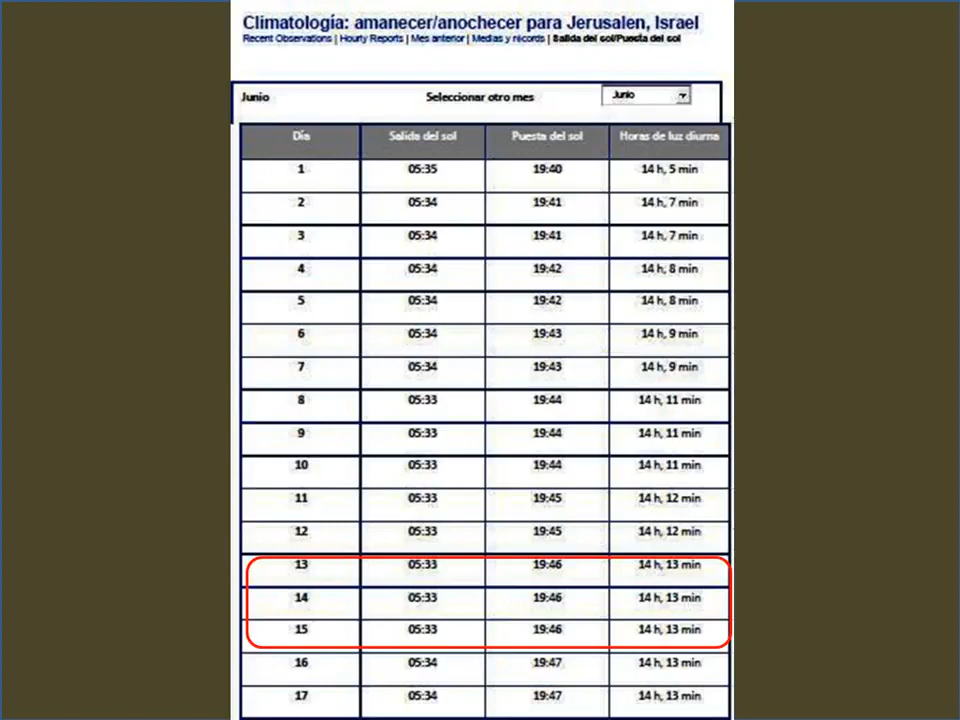 Climatología: amanecer/anochecer para Jerusalen, Israel
Recent Observations | Hourly Reports | Mes anterior | Medias y récords | Salida del sol/Puesta del sol
Junio Seleccionar otro mes Junio
Día Salida del sol Puesta del sol Horas de luz diurna
1 05:35 19:40 14 h, 5 min
2 05:34 19:41 14 h, 7 min
3 05:34 19:41 14 h, 7 min
4 05:34 19:42 14 h, 8 min
5 05:34 19:42 14 h, 8 min
6 05:34 19:43 14 h, 9 min
7 05:34 19:43 14 h, 9 min
8 05:33 19:44 14 h, 11 min
9 05:33 19:44 14 h, 11 min
10 05:33 19:44 14 h, 11 min
11 05:33 19:45 14 h, 12 min
12 05:33 19:45 14 h, 12 min
13 05:33 19:46 14 h, 13 min
14 05:33 19:46 14 h, 13 min
15 05:33 19:46 14 h, 13 min
16 05:34 19:47 14 h, 13 min
17 05:34 19:47 14 h, 13 min